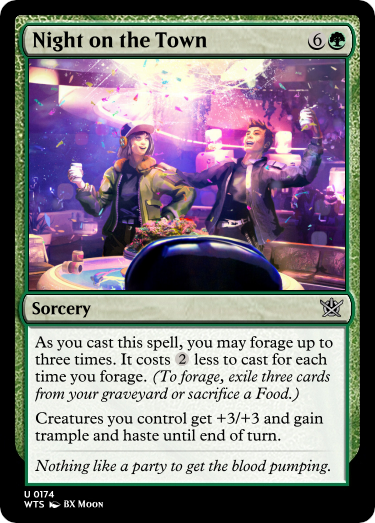 Night on the Town 6
Sorcery
As you cast this spell, you may forage up to
three times. It costs 2 less to cast for each
time you forage. (To forage, exile three cards
from your graveyard or sacrifice a Food.)
Creatures you control get +3/+3 and gain
trample and haste until end of turn.
Nothing like a party to get the blood pumping.
U 0174
WTS BX Moon